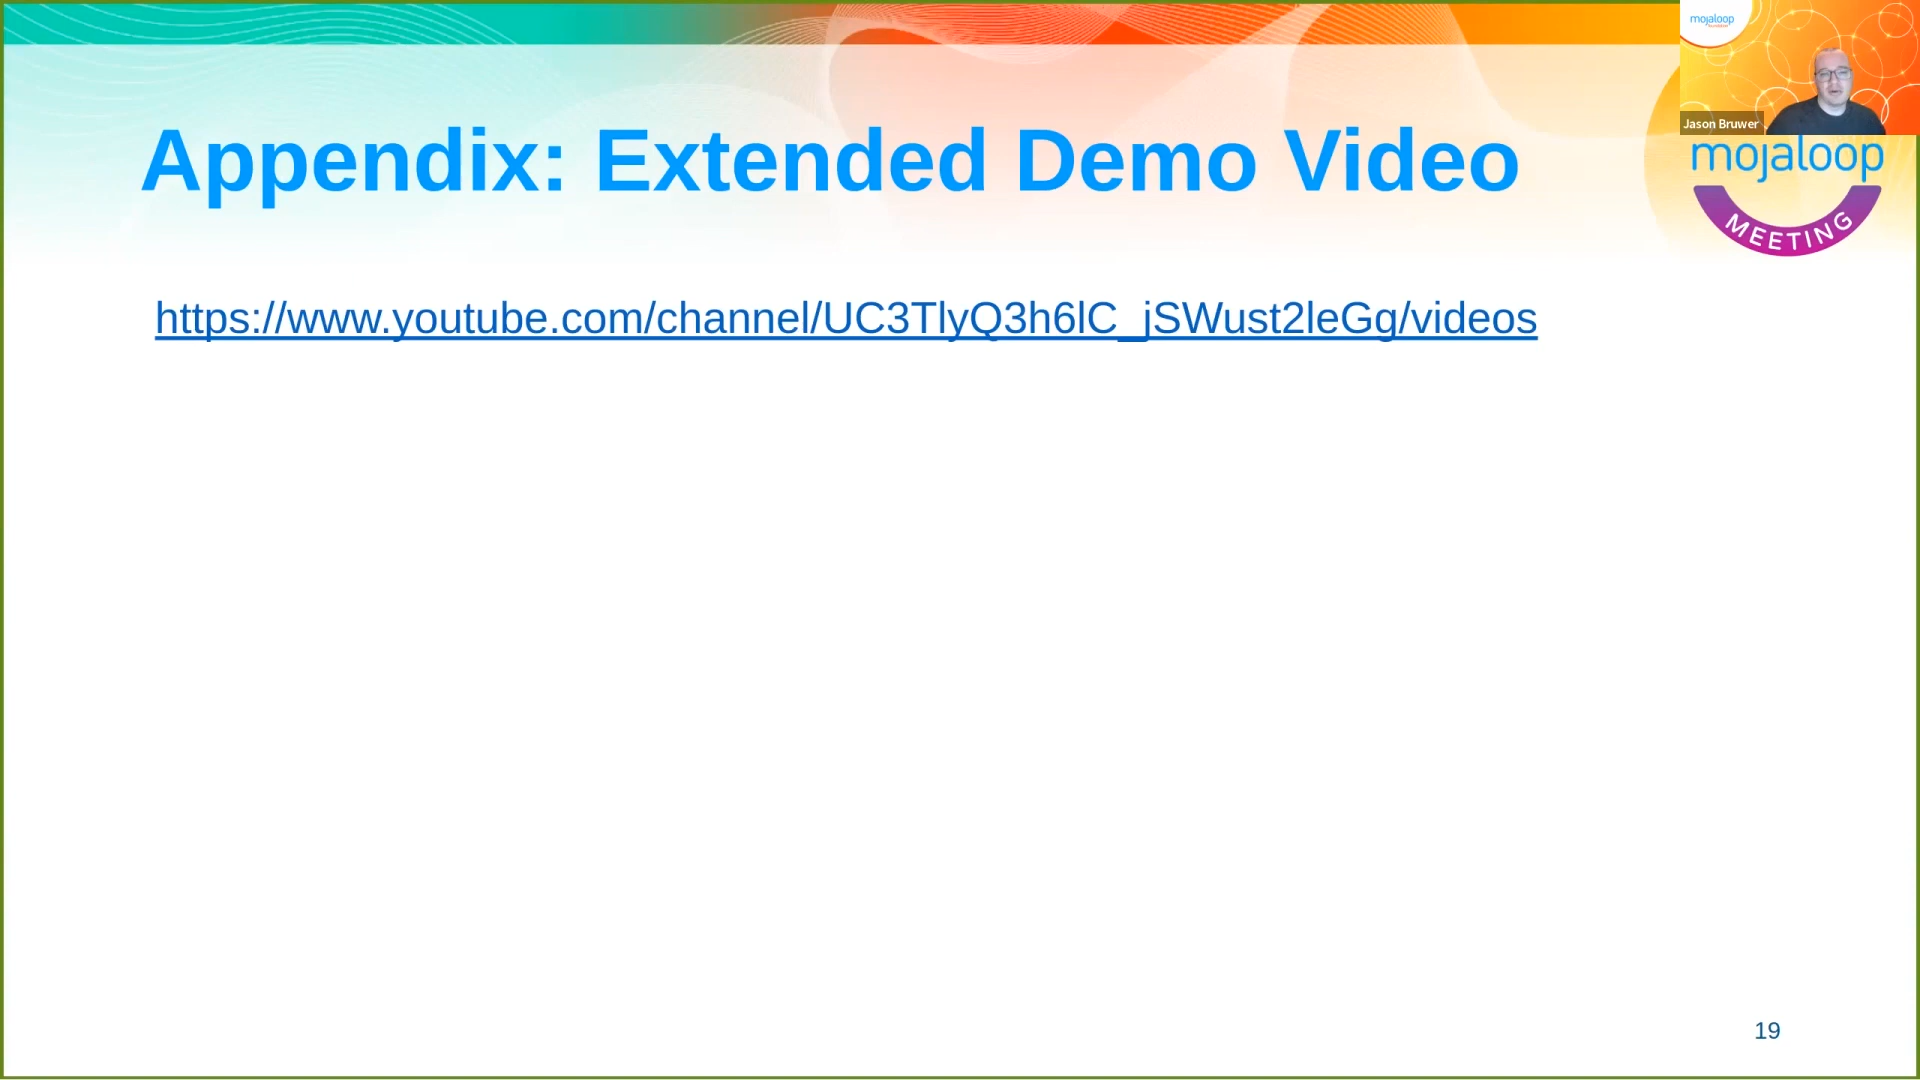 mojaloop
Jason Bruwer
Appendix: Extended Demo Video
mojaloop
MEETING
https://www.youtube.com/channel/UC3TlyQ3h6lC_jSWust2leGg/videos
19